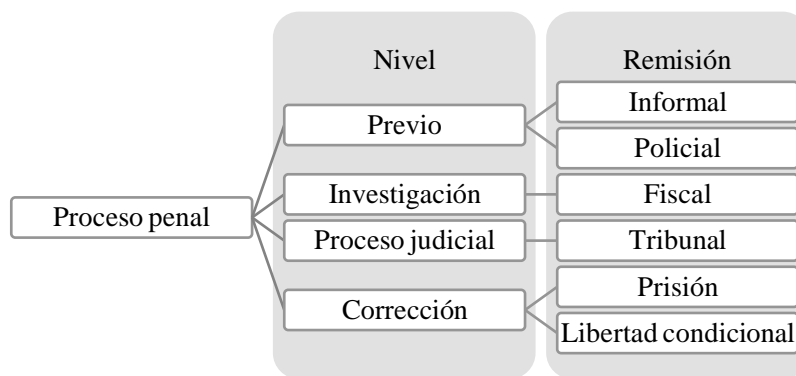 Nivel
Remisión
Informal
Previo
Policial
Investigación
Fiscal
Proceso penal
Proceso judicial
Tribunal
Prisión
Corrección
Libertad condicional